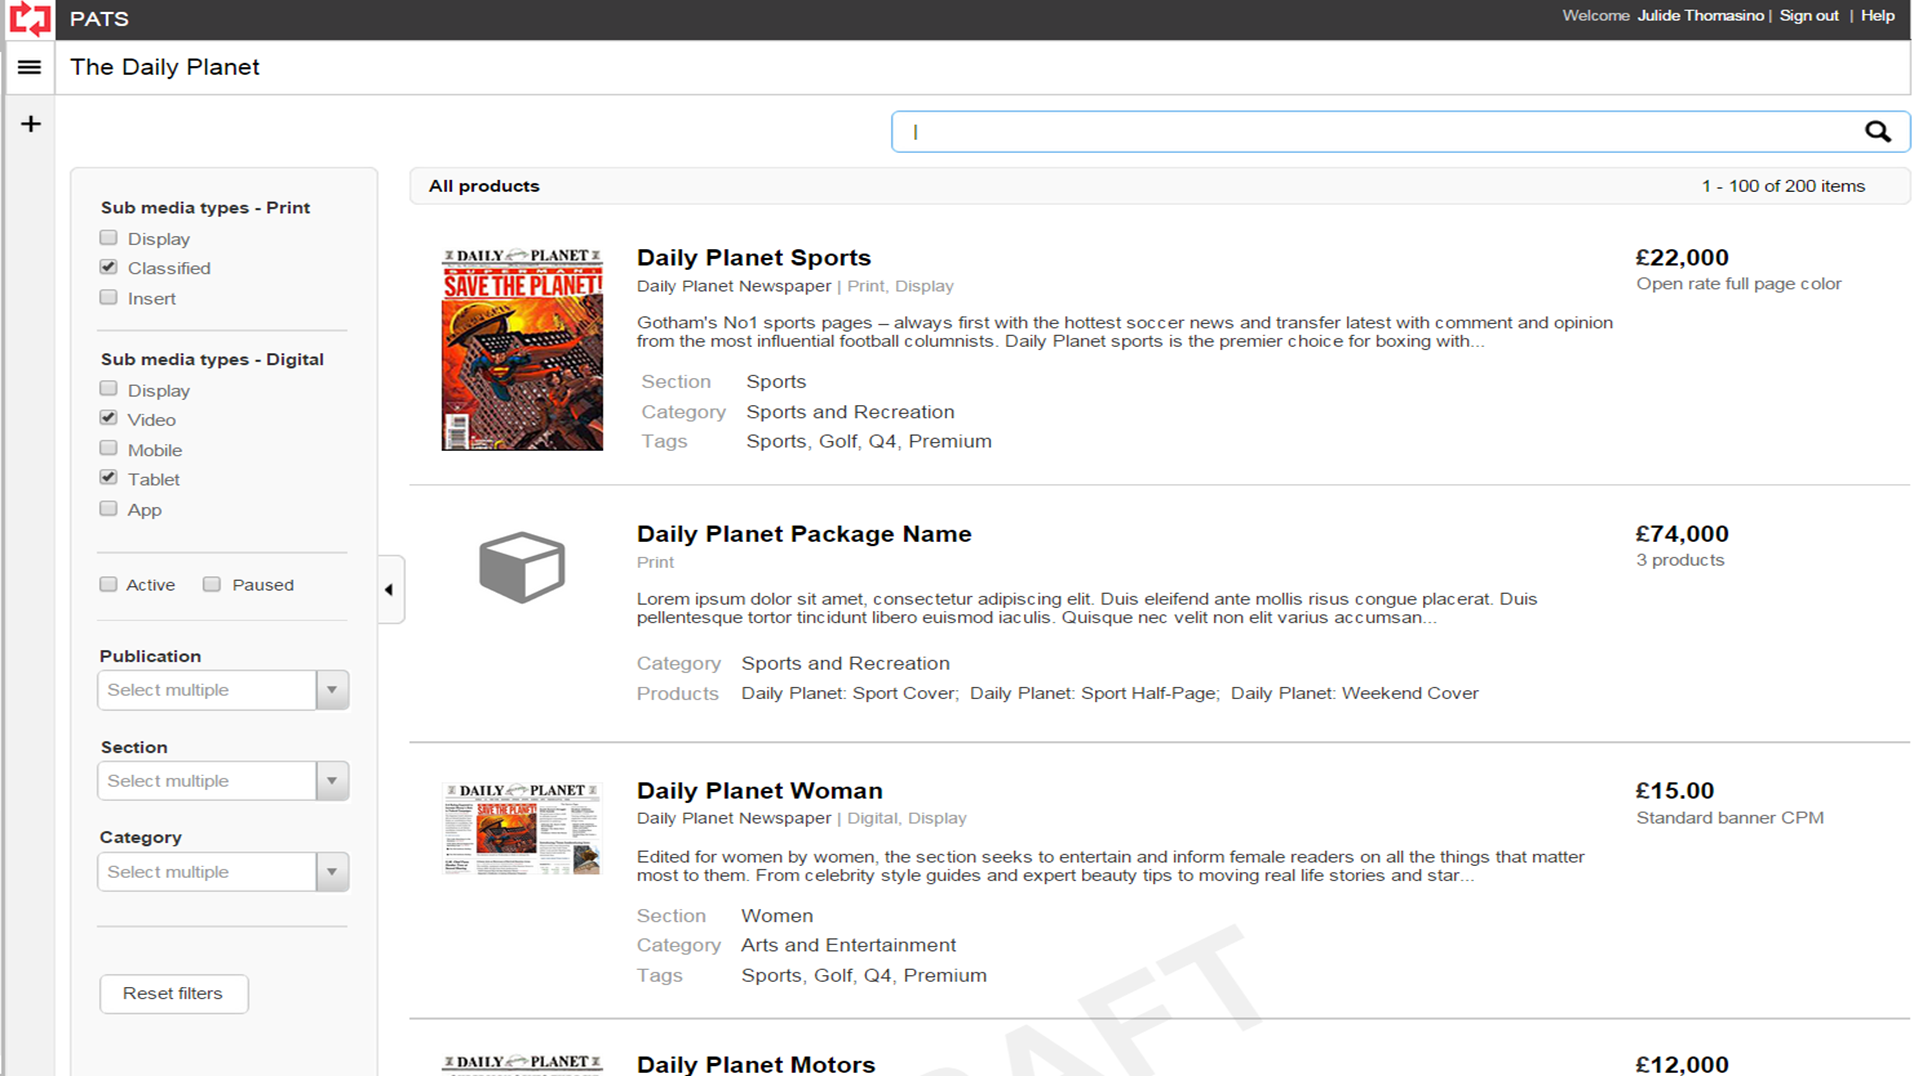 PATS
Welcome Julide Thomasino | Sign out | Help
The Daily Planet
All products
1 - 100 of 200 items
Sub media types - Print
Display
Classified
Insert
Sub media types - Digital
Display
Video
Mobile
Tablet
App
Active Paused
Publication
Select multiple
Section
Select multiple
Category
Select multiple
Reset filters
DAILY PLANET
SUPERMAN:
SAVE THE PLANET!
Daily Planet Sports
Daily Planet Newspaper | Print, Display
Gotham's No1 sports pages – always first with the hottest soccer news and transfer latest with comment and opinion
from the most influential football columnists. Daily Planet sports is the premier choice for boxing with...
Section Sports
Category Sports and Recreation
Tags Sports, Golf, Q4, Premium
£22,000
Open rate full page color
Daily Planet Package Name
Print
Lorem ipsum dolor sit amet, consectetur adipiscing elit. Duis eleifend ante mollis risus congue placerat. Duis
pellentesque tortor tincidunt libero euismod iaculis. Quisque nec velit non elit varius accumsan...
Category Sports and Recreation
Products Daily Planet: Sport Cover; Daily Planet: Sport Half-Page; Daily Planet: Weekend Cover
£74,000
3 products
DAILY PLANET
SAVE THE PLANET!
Daily Planet Woman
Daily Planet Newspaper | Digital, Display
Edited for women by women, the section seeks to entertain and inform female readers on all the things that matter
most to them. From celebrity style guides and expert beauty tips to moving real life stories and star...
Section Women
Category Arts and Entertainment
Tags Sports, Golf, Q4, Premium
£15.00
Standard banner CPM
DAILY PLANET
Daily Planet Motors
£12,000
AFT